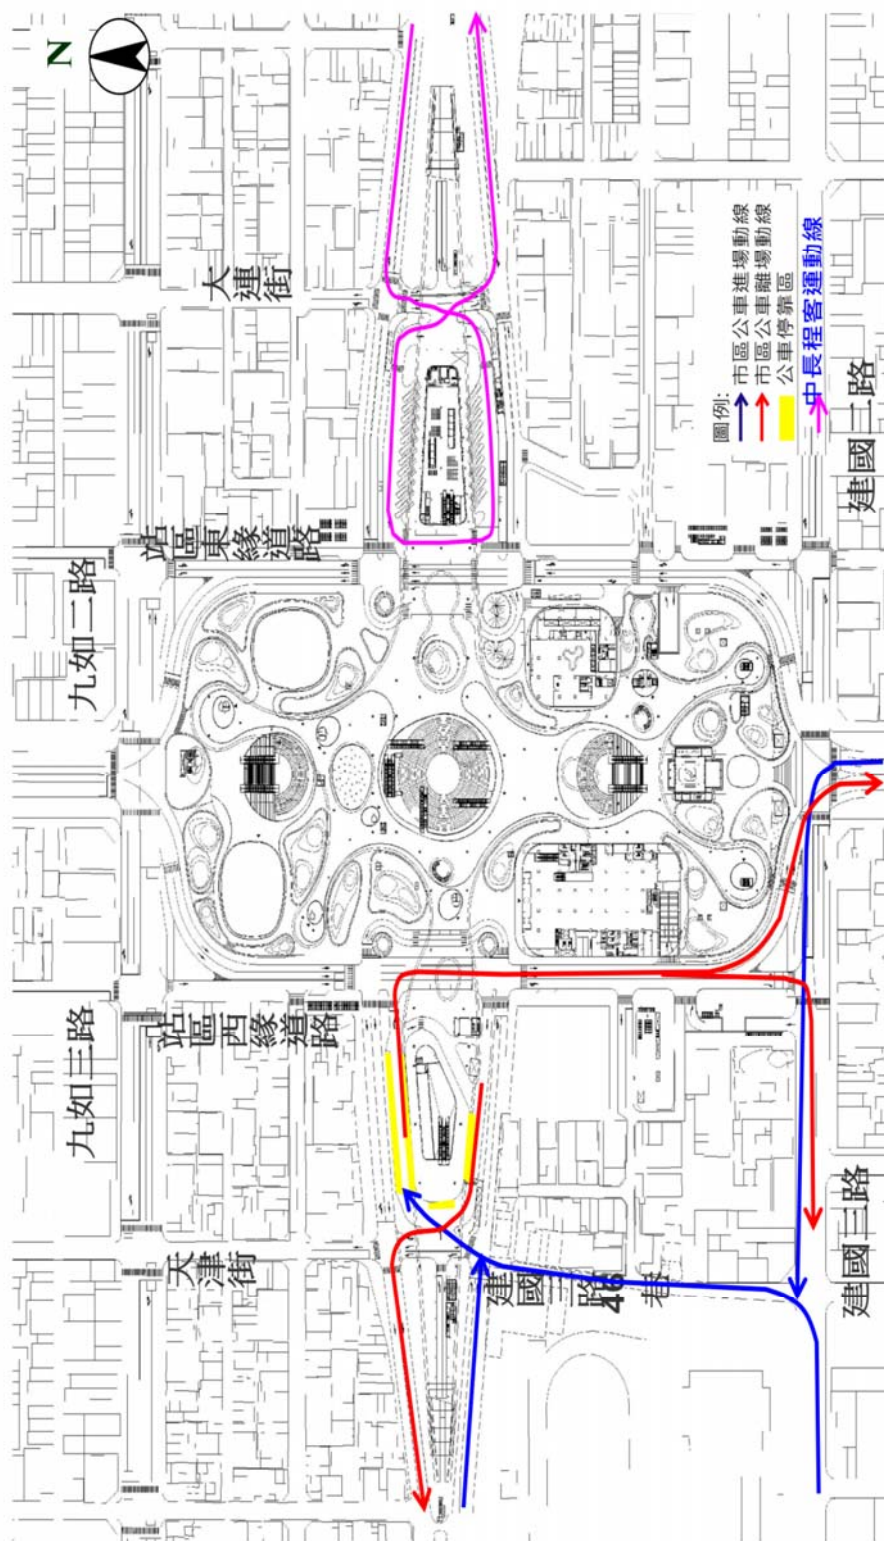 N
九如三路
九如二路
站區西緣道路
站區東緣道路
天津街
大連街
建國三路46巷
圖例:
市區公車進場動線
市區公車離場動線
公車停靠區
中長程客運動線
建國三路
建國二路